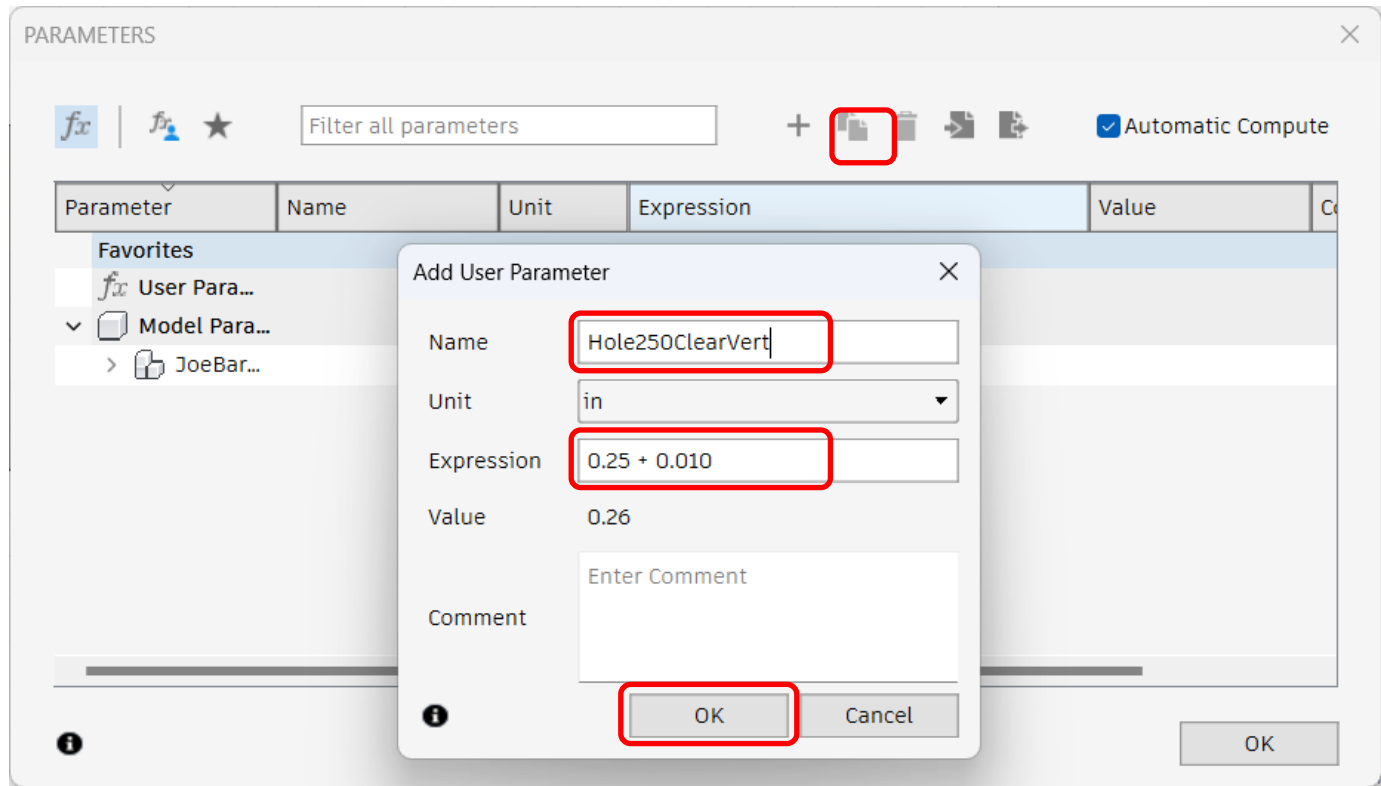 PARAMETERS
fx
Filter all parameters
Automatic Compute
Parameter Name Unit Expression Value
Favorites
fx User Para...
Model Para...
JoeBar...
Add User Parameter
Name Hole250ClearVert
Unit in
Expression 0.25 + 0.010
Value 0.26
Enter Comment
Comment
OK Cancel
OK